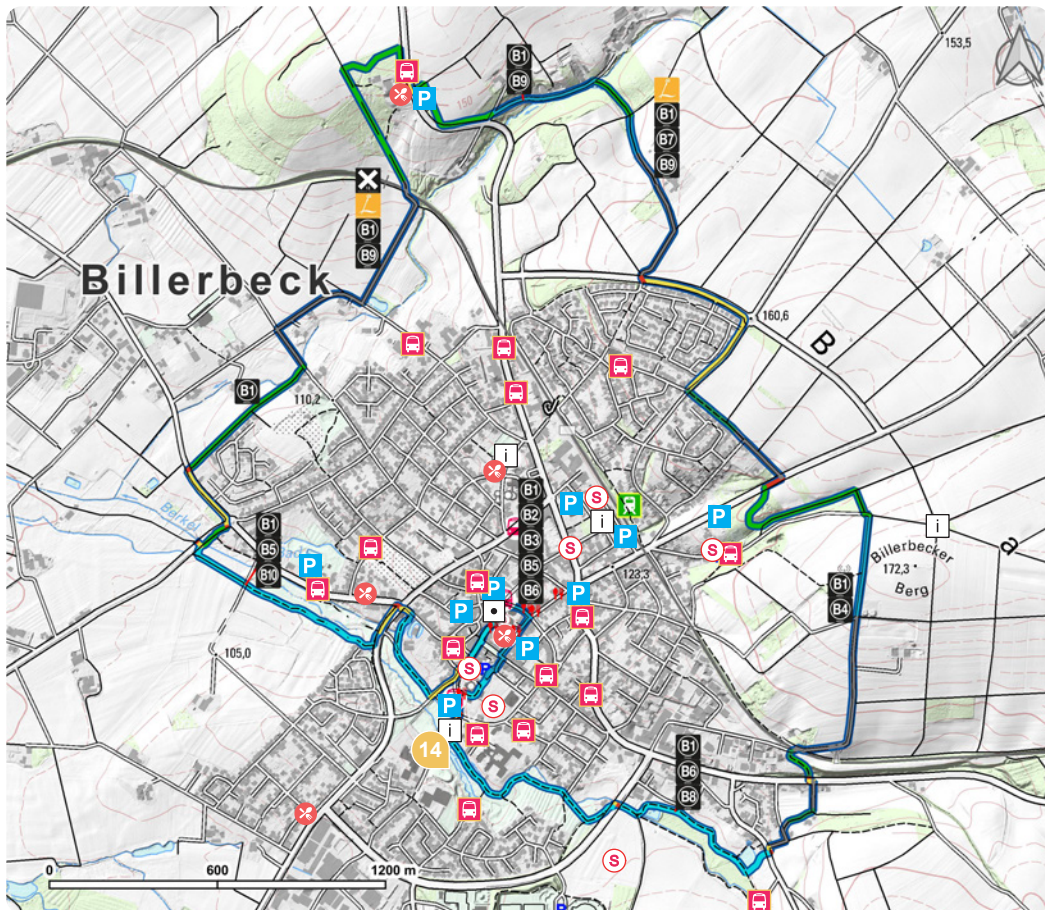 B1
B9
153,5
P
150
L
B1
B7
B9
L
B1
B9
Billerbeck
160,6
B
B1
110,2
i
B1
B2
B3
B5
B6
S
P
i
P
P
S
i
a
B1
B5
B10
Berkel
P
S
123,3
Billerbecker
172,3
Berg
B1
B4
P
P
P
P
105,0
S
P
P
S
i
14
B1
B6
B8
S
P
0 600 1200 m